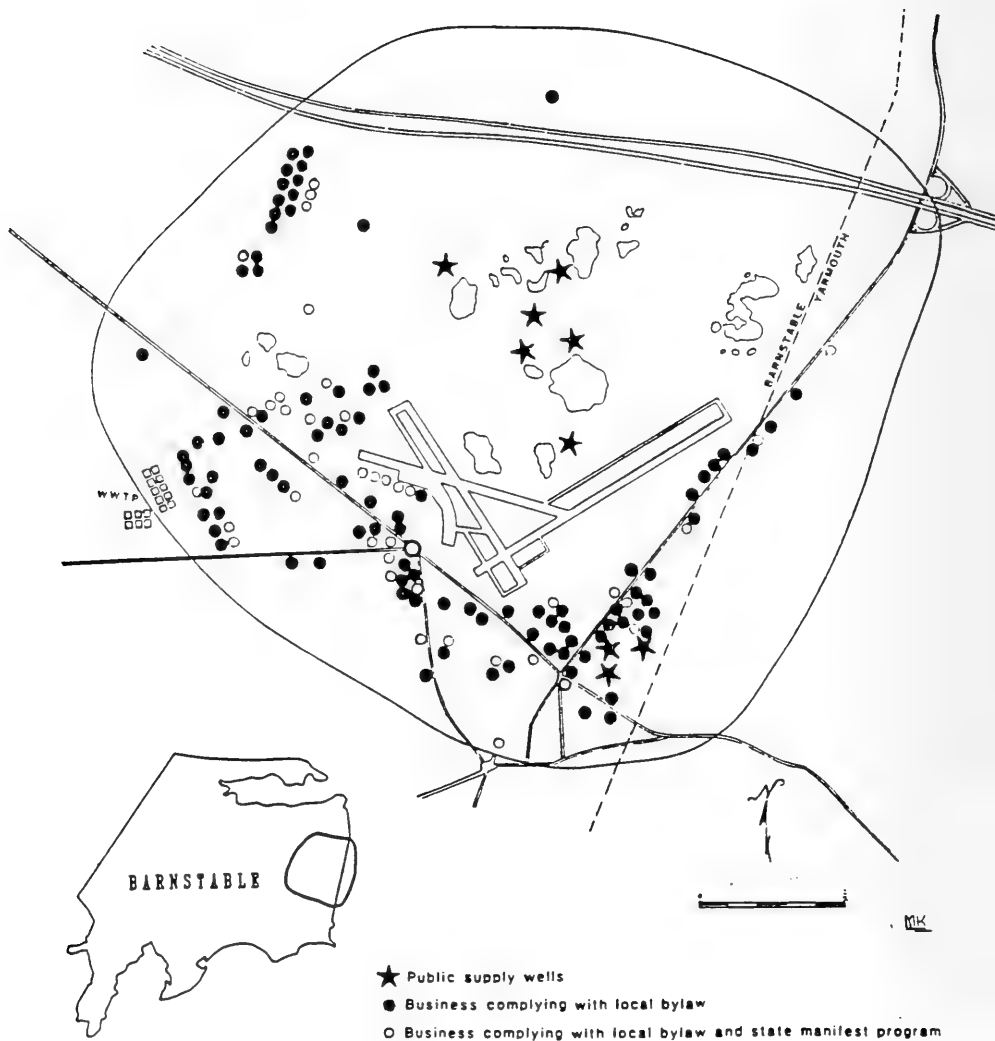 BARNSTABLE
YARMOUTH
WWTP
N
BARNSTABLE
MK
Public supply wells
Business complying with local bylaw
Business complying with local bylaw and state manifest program